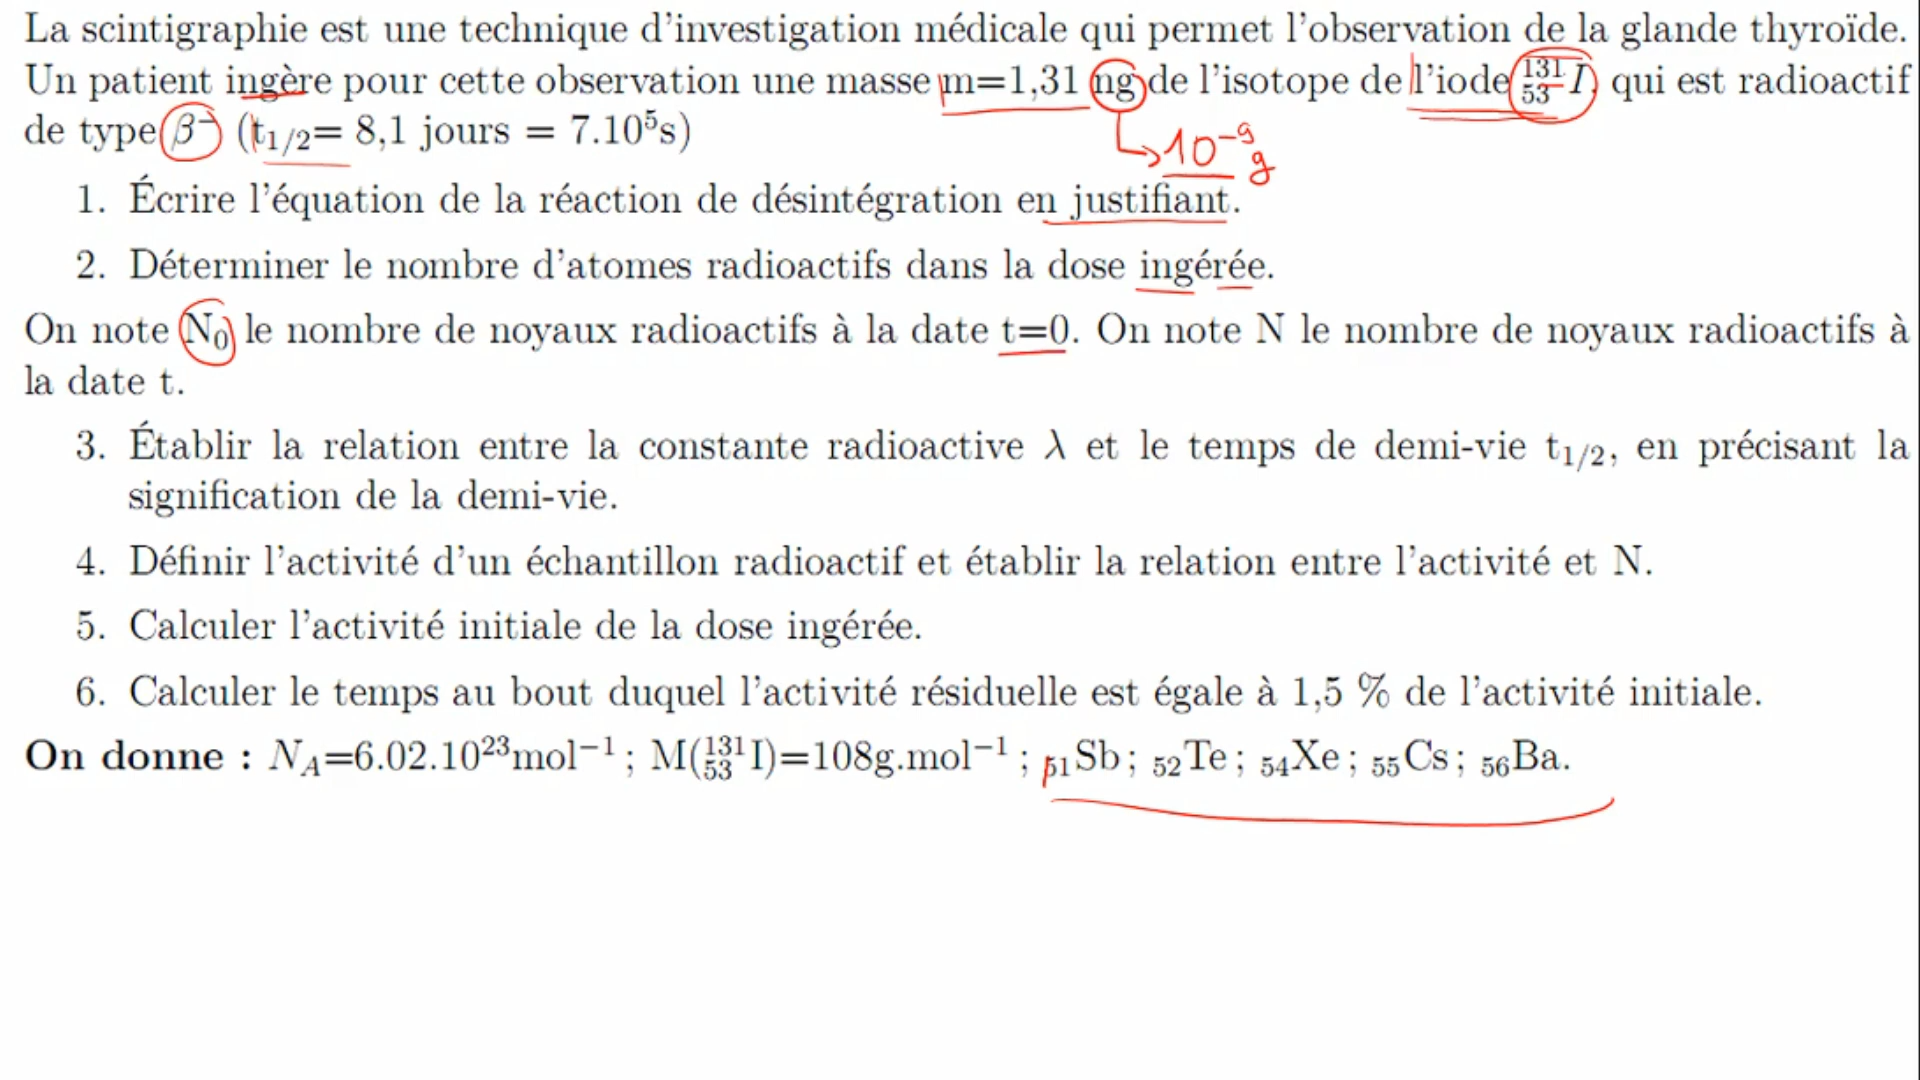 La scintigraphie est une technique d'investigation médicale qui permet l'observation de la glande thyroïde.
Un patient ingère pour cette observation une masse m=1,31 ng de l'isotope de l'iode ¹³¹₅₃I, qui est radioactif
de type β⁻ (t₁/₂= 8,1 jours = 7.10⁵s)
10⁻⁹ g
1. Écrire l'équation de la réaction de désintégration en justifiant.
2. Déterminer le nombre d'atomes radioactifs dans la dose ingérée.
On note N₀ le nombre de noyaux radioactifs à la date t=0. On note N le nombre de noyaux radioactifs à
la date t.
3. Établir la relation entre la constante radioactive λ et le temps de demi-vie t₁/₂, en précisant la
signification de la demi-vie.
4. Définir l'activité d'un échantillon radioactif et établir la relation entre l'activité et N.
5. Calculer l'activité initiale de la dose ingérée.
6. Calculer le temps au bout duquel l'activité résiduelle est égale à 1,5 % de l'activité initiale.
On donne : N_A=6.02.10²³mol⁻¹ ; M(¹³¹₅₃I)=108g.mol⁻¹ ; ₅₁Sb ; ₅₂Te ; ₅₄Xe ; ₅₅Cs ; ₅₆Ba.